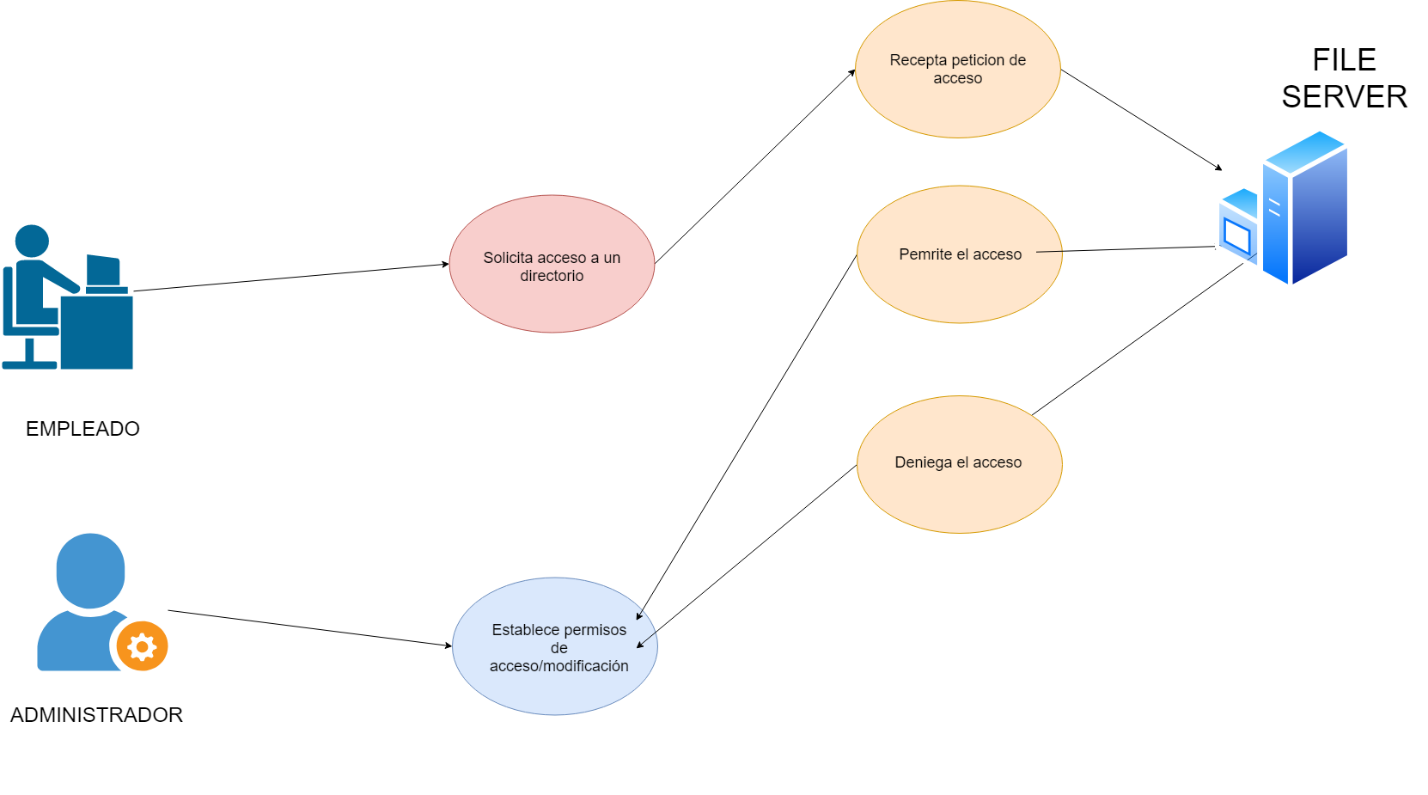 Recepta peticion de
acceso
FILE
SERVER
Solicita acceso a un
directorio
Pemrite el acceso
EMPLEADO
Deniega el acceso
Establece permisos
de
acceso/modificación
ADMINISTRADOR